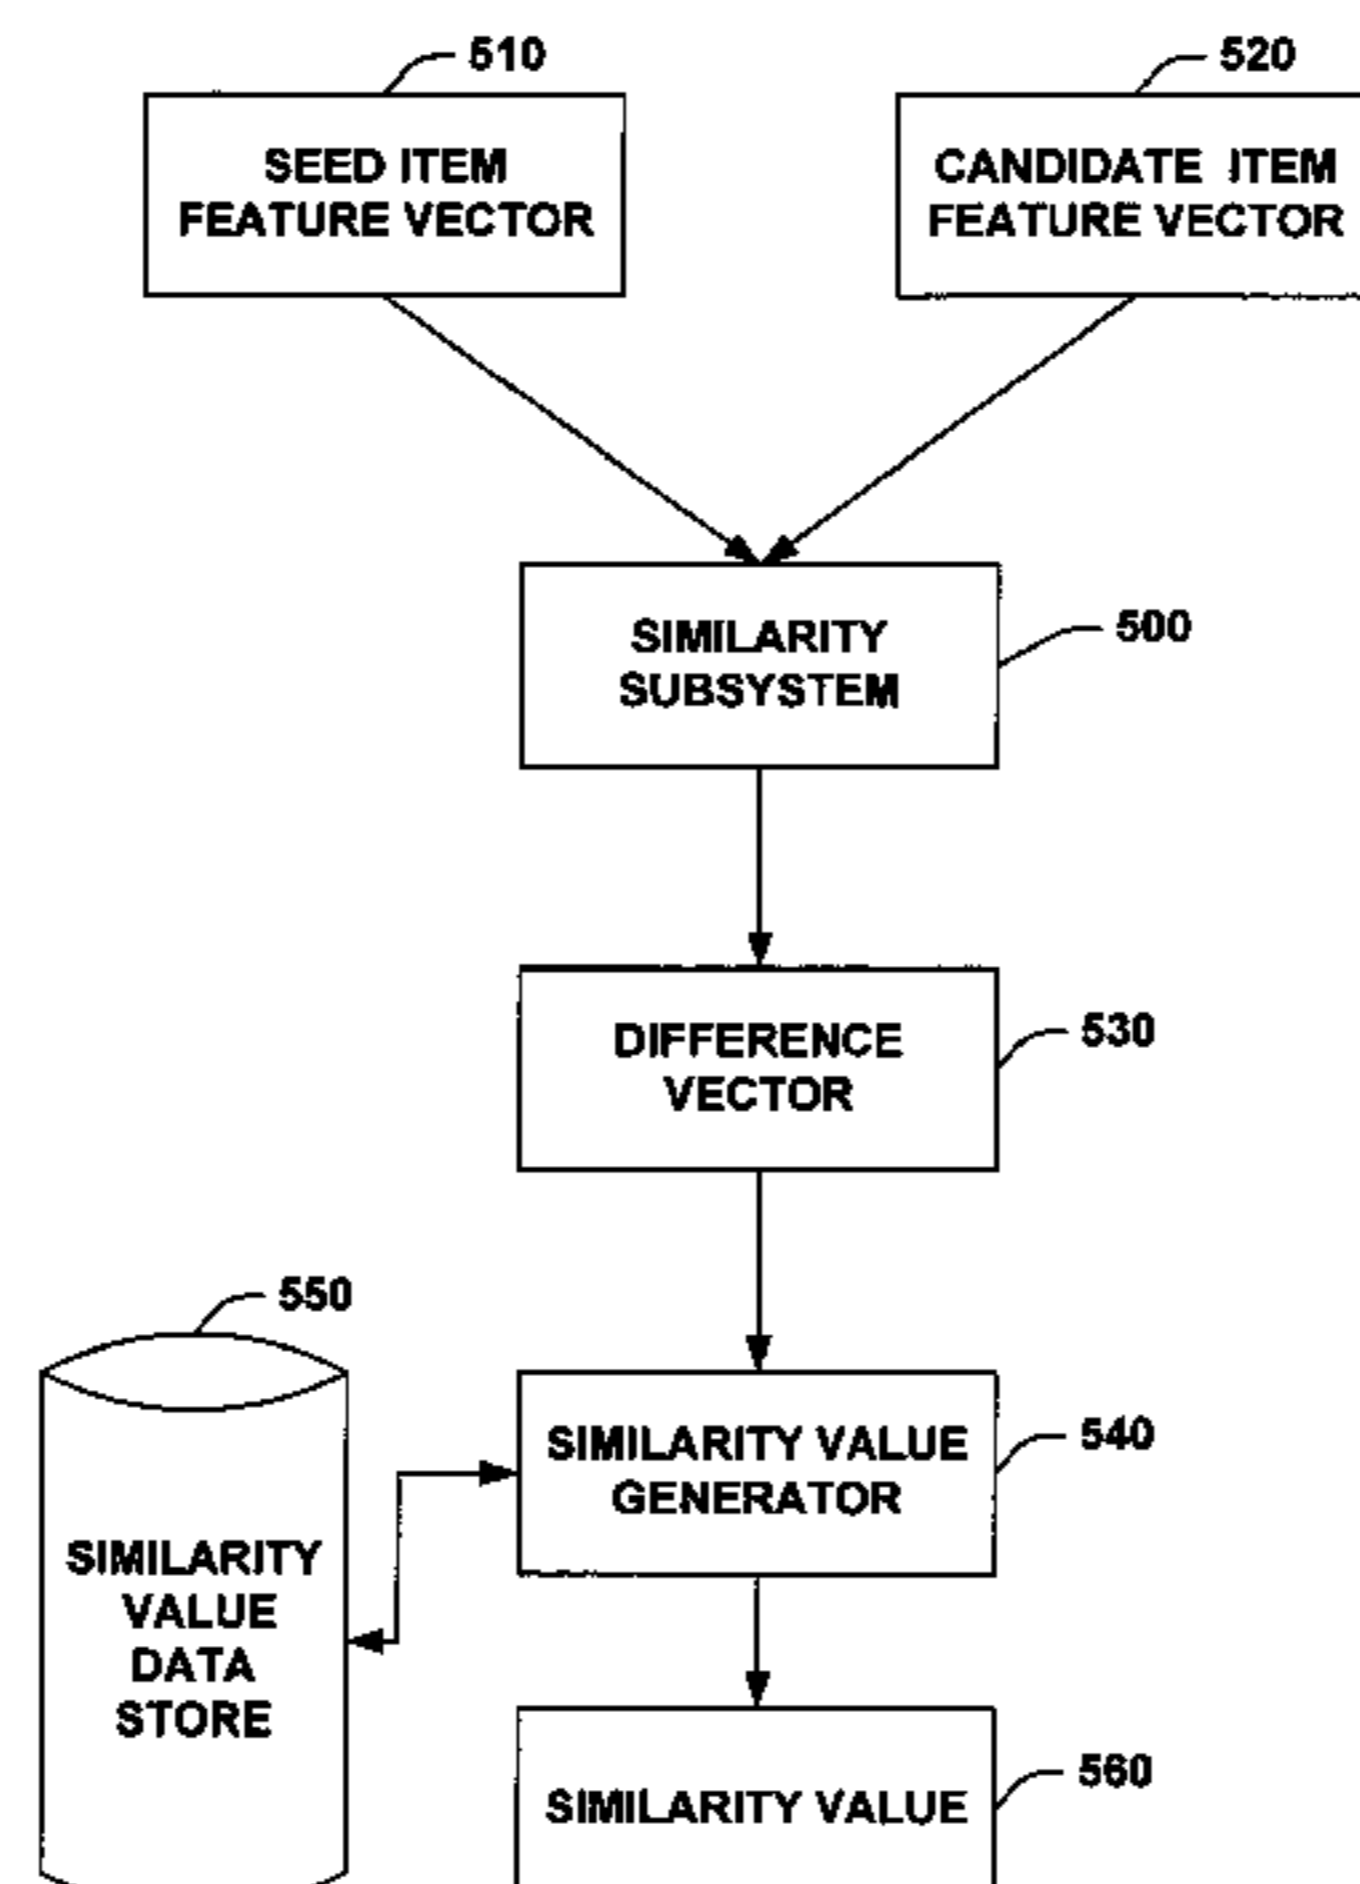 510
520
SEED ITEM
FEATURE VECTOR
CANDIDATE ITEM
FEATURE VECTOR
SIMILARITY
SUBSYSTEM
500
DIFFERENCE
VECTOR
530
550
SIMILARITY VALUE
GENERATOR
540
SIMILARITY
VALUE
DATA
STORE
SIMILARITY VALUE
560